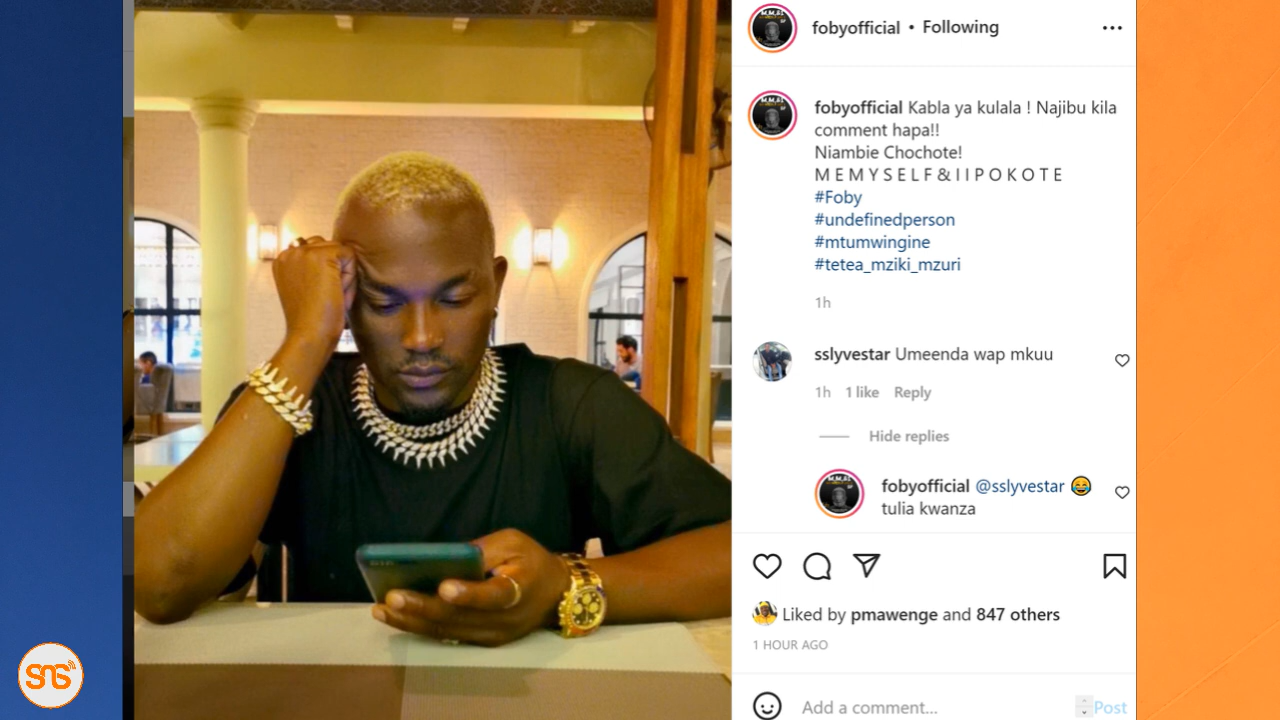 fobyofficial • Following
fobyofficial Kabla ya kulala ! Najibu kila
comment hapa!!
Niambie Chochote!
M E M Y S E L F & I I P O K O T E
#Foby
#undefinedperson
#mtumwingine
#tetea_mziki_mzuri
1h
sslyvestar Umeenda wap mkuu
1h 1 like Reply
Hide replies
fobyofficial @sslyvestar 😂
tulia kwanza
Liked by pmawenge and 847 others
1 HOUR AGO
Add a comment... Post
SNS